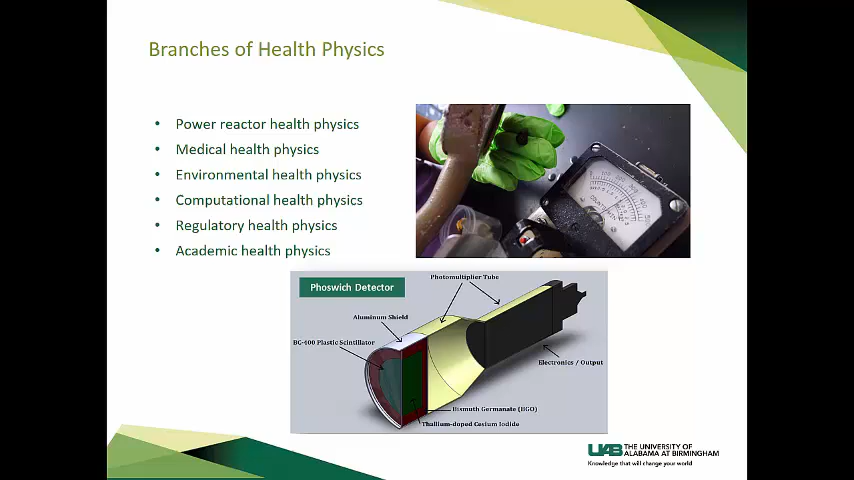 Branches of Health Physics
• Power reactor health physics
• Medical health physics
• Environmental health physics
• Computational health physics
• Regulatory health physics
• Academic health physics
Phoswich Detector
Photomultiplier Tube
Aluminum Shield
BC-400 Plastic Scintillator
Electronics / Output
Bismuth Germanate (BGO)
Thallium-doped Cesium Iodide
UAB THE UNIVERSITY OF
ALABAMA AT BIRMINGHAM
Knowledge that will change your world